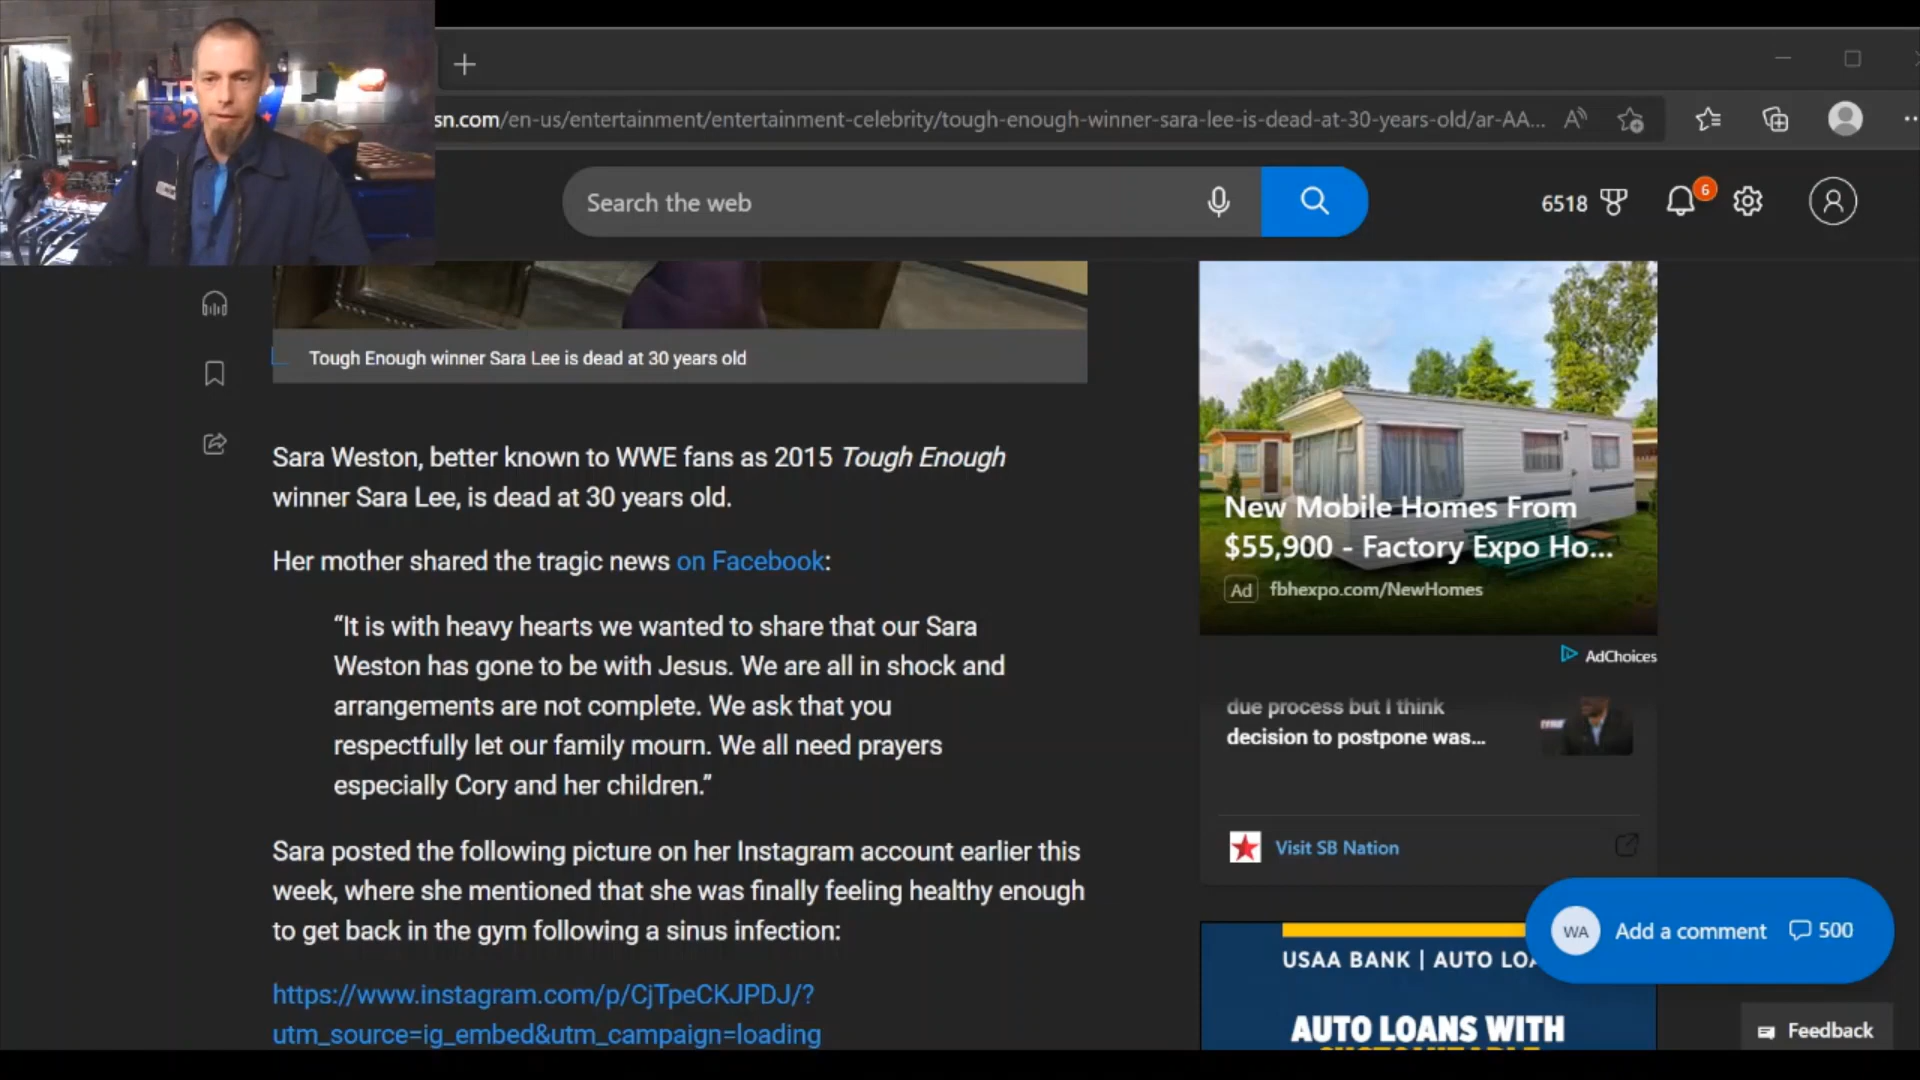 sn.com/en-us/entertainment/entertainment-celebrity/tough-enough-winner-sara-lee-is-dead-at-30-years-old/ar-AA...
Search the web
6518
6
Tough Enough winner Sara Lee is dead at 30 years old
Sara Weston, better known to WWE fans as 2015 Tough Enough
winner Sara Lee, is dead at 30 years old.
Her mother shared the tragic news on Facebook:
“It is with heavy hearts we wanted to share that our Sara
Weston has gone to be with Jesus. We are all in shock and
arrangements are not complete. We ask that you
respectfully let our family mourn. We all need prayers
especially Cory and her children.”
Sara posted the following picture on her Instagram account earlier this
week, where she mentioned that she was finally feeling healthy enough
to get back in the gym following a sinus infection:
https://www.instagram.com/p/CjTpeCKJPDJ/?
utm_source=ig_embed&utm_campaign=loading
New Mobile Homes From
$55,900 - Factory Expo Ho...
Ad fbhexpo.com/NewHomes
AdChoices
due process but I think
decision to postpone was...
Visit SB Nation
WA Add a comment 500
USAA BANK | AUTO LOA
AUTO LOANS WITH
Feedback